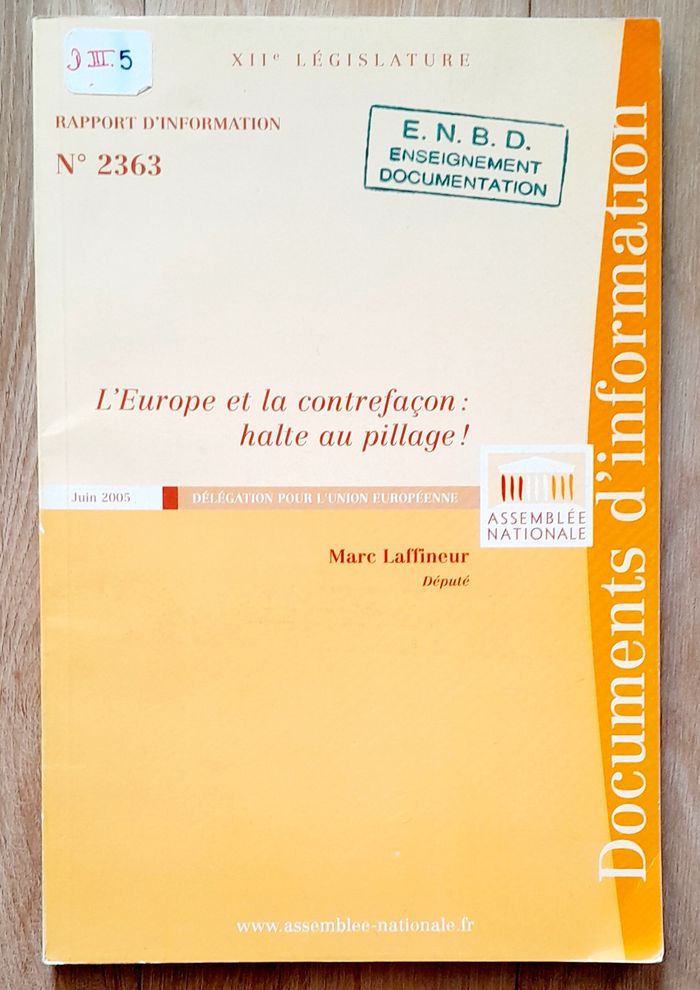 Ɔ III.5
XIIe LÉGISLATURE
RAPPORT D'INFORMATION
N° 2363
E. N. B. D.
ENSEIGNEMENT
DOCUMENTATION
L'Europe et la contrefaçon :
halte au pillage !
Juin 2005
DÉLÉGATION POUR L'UNION EUROPÉENNE
ASSEMBLÉE
NATIONALE
Marc Laffineur
Député
Documents d'information
www.assemblee-nationale.fr